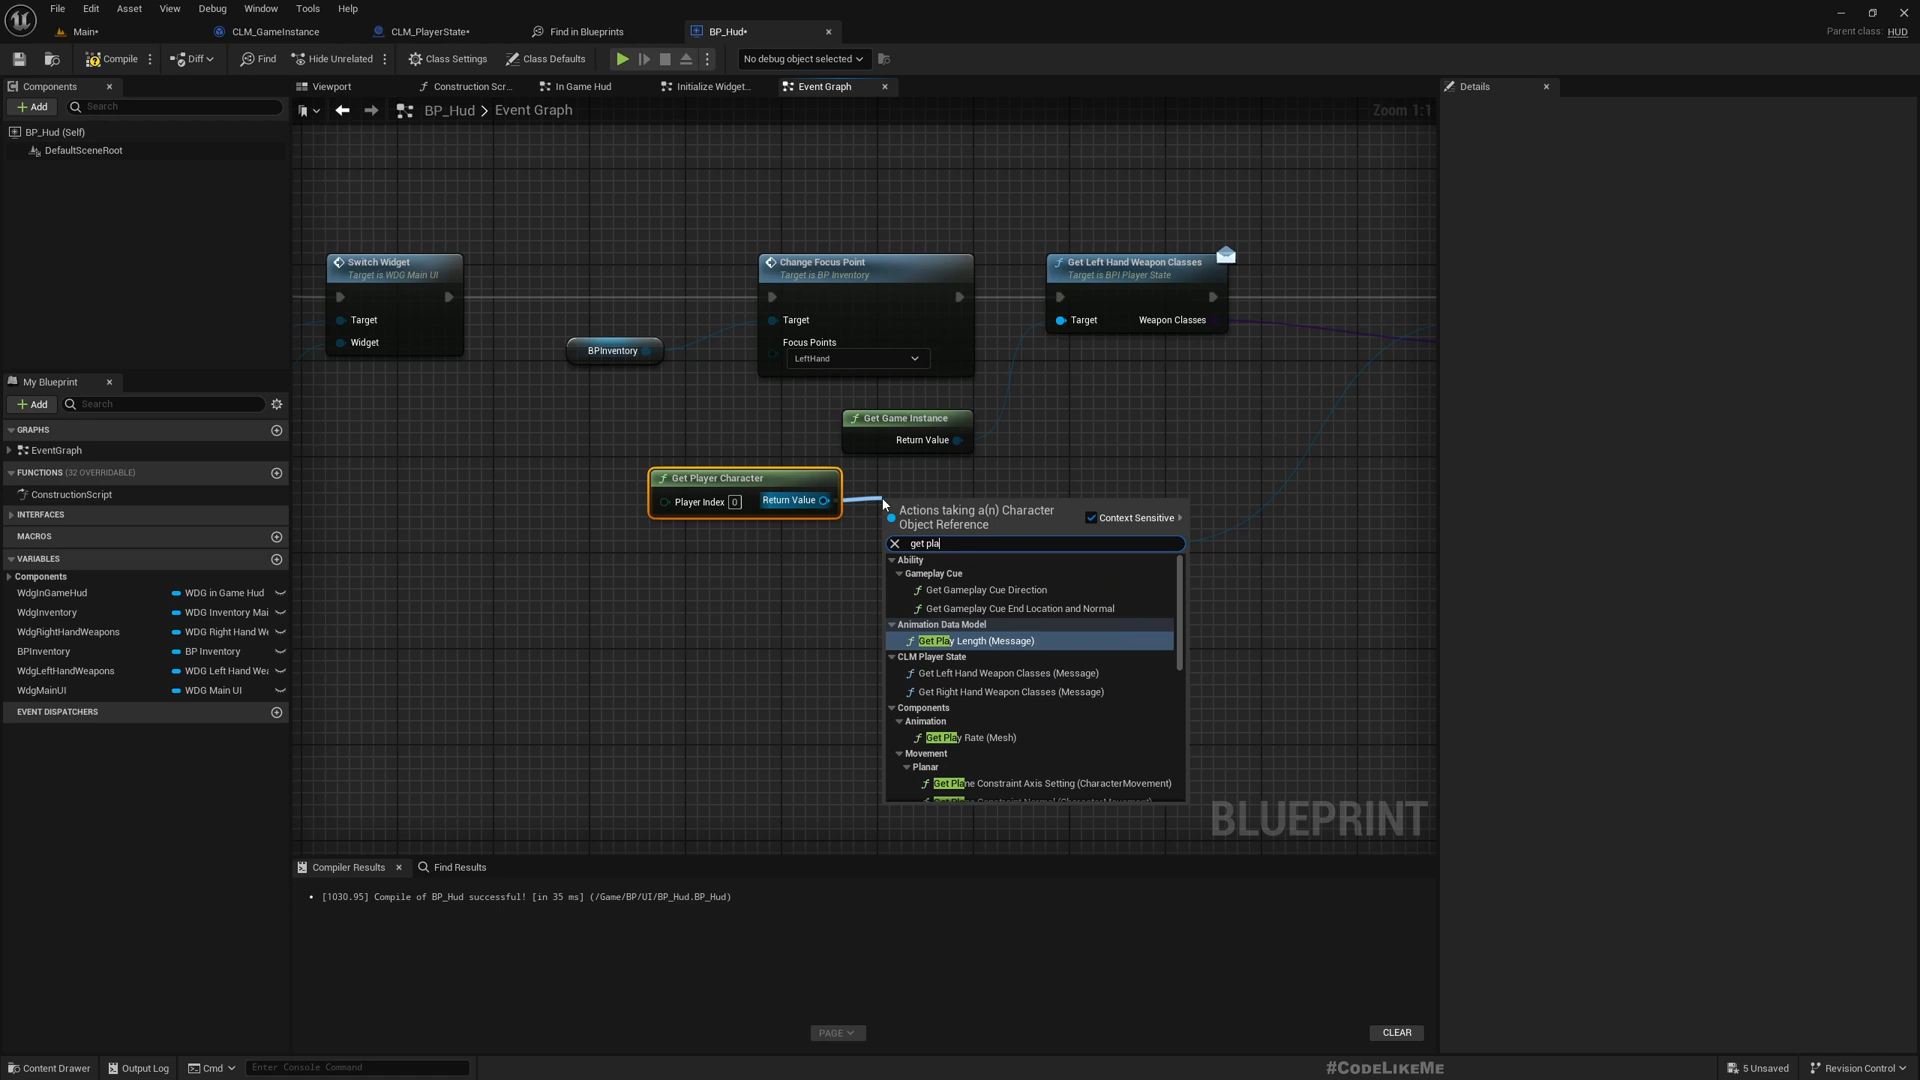 File Edit Asset View Debug Window Tools Help
Main* CLM_GameInstance CLM_PlayerState* Find in Blueprints BP_Hud* Parent class: HUD
Compile Diff Find Hide Unrelated Class Settings Class Defaults No debug object selected
Components Viewport Construction Scr... In Game Hud Initialize Widget... Event Graph Details
Add Search
BP_Hud > Event Graph Zoom 1:1
BP_Hud (Self)
DefaultSceneRoot
Switch Widget
Target is WDG Main UI
Target
Widget
BPInventory
Change Focus Point
Target is BP Inventory
Target
Focus Points
LeftHand
Get Left Hand Weapon Classes
Target is BPI Player State
Target Weapon Classes
Get Game Instance
Return Value
Get Player Character
Player Index 0 Return Value
Actions taking a(n) Character
Object Reference
Context Sensitive
get pla
Ability
Gameplay Cue
Get Gameplay Cue Direction
Get Gameplay Cue End Location and Normal
Animation Data Model
Get Play Length (Message)
CLM Player State
Get Left Hand Weapon Classes (Message)
Get Right Hand Weapon Classes (Message)
Components
Animation
Get Play Rate (Mesh)
Movement
Planar
Get Plane Constraint Axis Setting (CharacterMovement)
Get Plane Constraint Normal (CharacterMovement)
BLUEPRINT
My Blueprint
Add Search
GRAPHS
EventGraph
FUNCTIONS (32 OVERRIDABLE)
ConstructionScript
INTERFACES
MACROS
VARIABLES
Components
WdgInGameHud WDG in Game Hud
WdgInventory WDG Inventory Mai
WdgRightHandWeapons WDG Right Hand We
BPInventory BP Inventory
WdgLeftHandWeapons WDG Left Hand Wea
WdgMainUI WDG Main UI
EVENT DISPATCHERS
Compiler Results Find Results
[1030.95] Compile of BP_Hud successful! [in 35 ms] (/Game/BP/UI/BP_Hud.BP_Hud)
PAGE CLEAR
Content Drawer Output Log Cmd Enter Console Command #CODELIKEME 5 Unsaved Revision Control